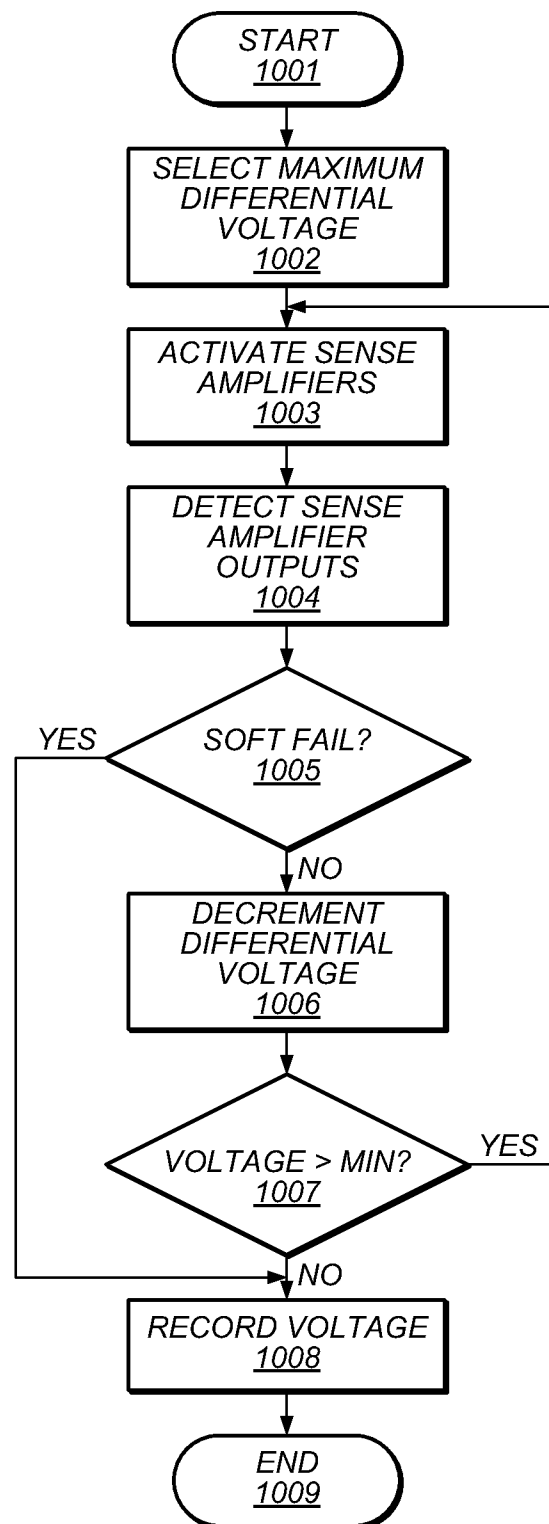 START
1001
SELECT MAXIMUM
DIFFERENTIAL
VOLTAGE
1002
ACTIVATE SENSE
AMPLIFIERS
1003
DETECT SENSE
AMPLIFIER
OUTPUTS
1004
YES
SOFT FAIL?
1005
NO
DECREMENT
DIFFERENTIAL
VOLTAGE
1006
YES
VOLTAGE > MIN?
1007
NO
RECORD VOLTAGE
1008
END
1009